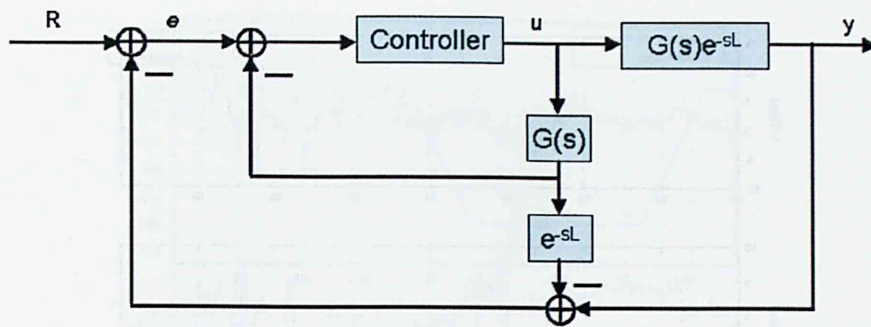 R
e
Controller
u
G(s)e-sL
y
G(s)
e-sL